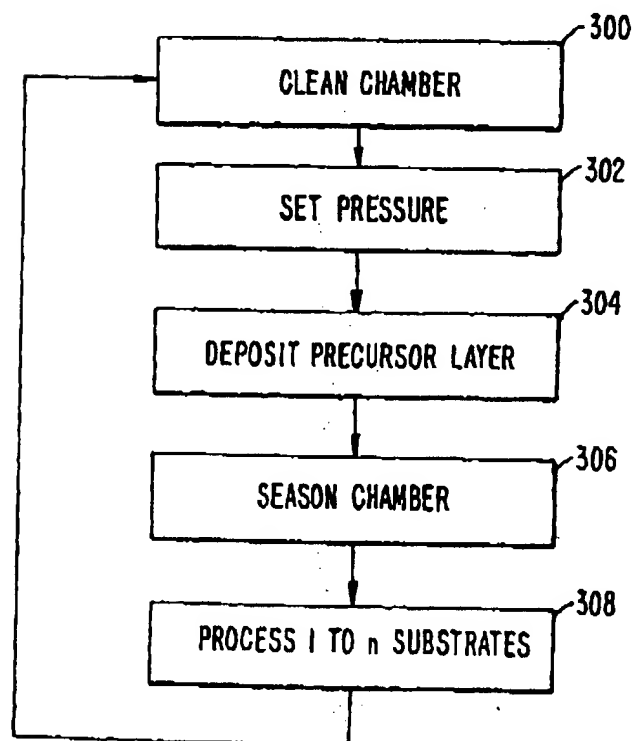 300
CLEAN CHAMBER
302
SET PRESSURE
304
DEPOSIT PRECURSOR LAYER
306
SEASON CHAMBER
308
PROCESS 1 TO n SUBSTRATES